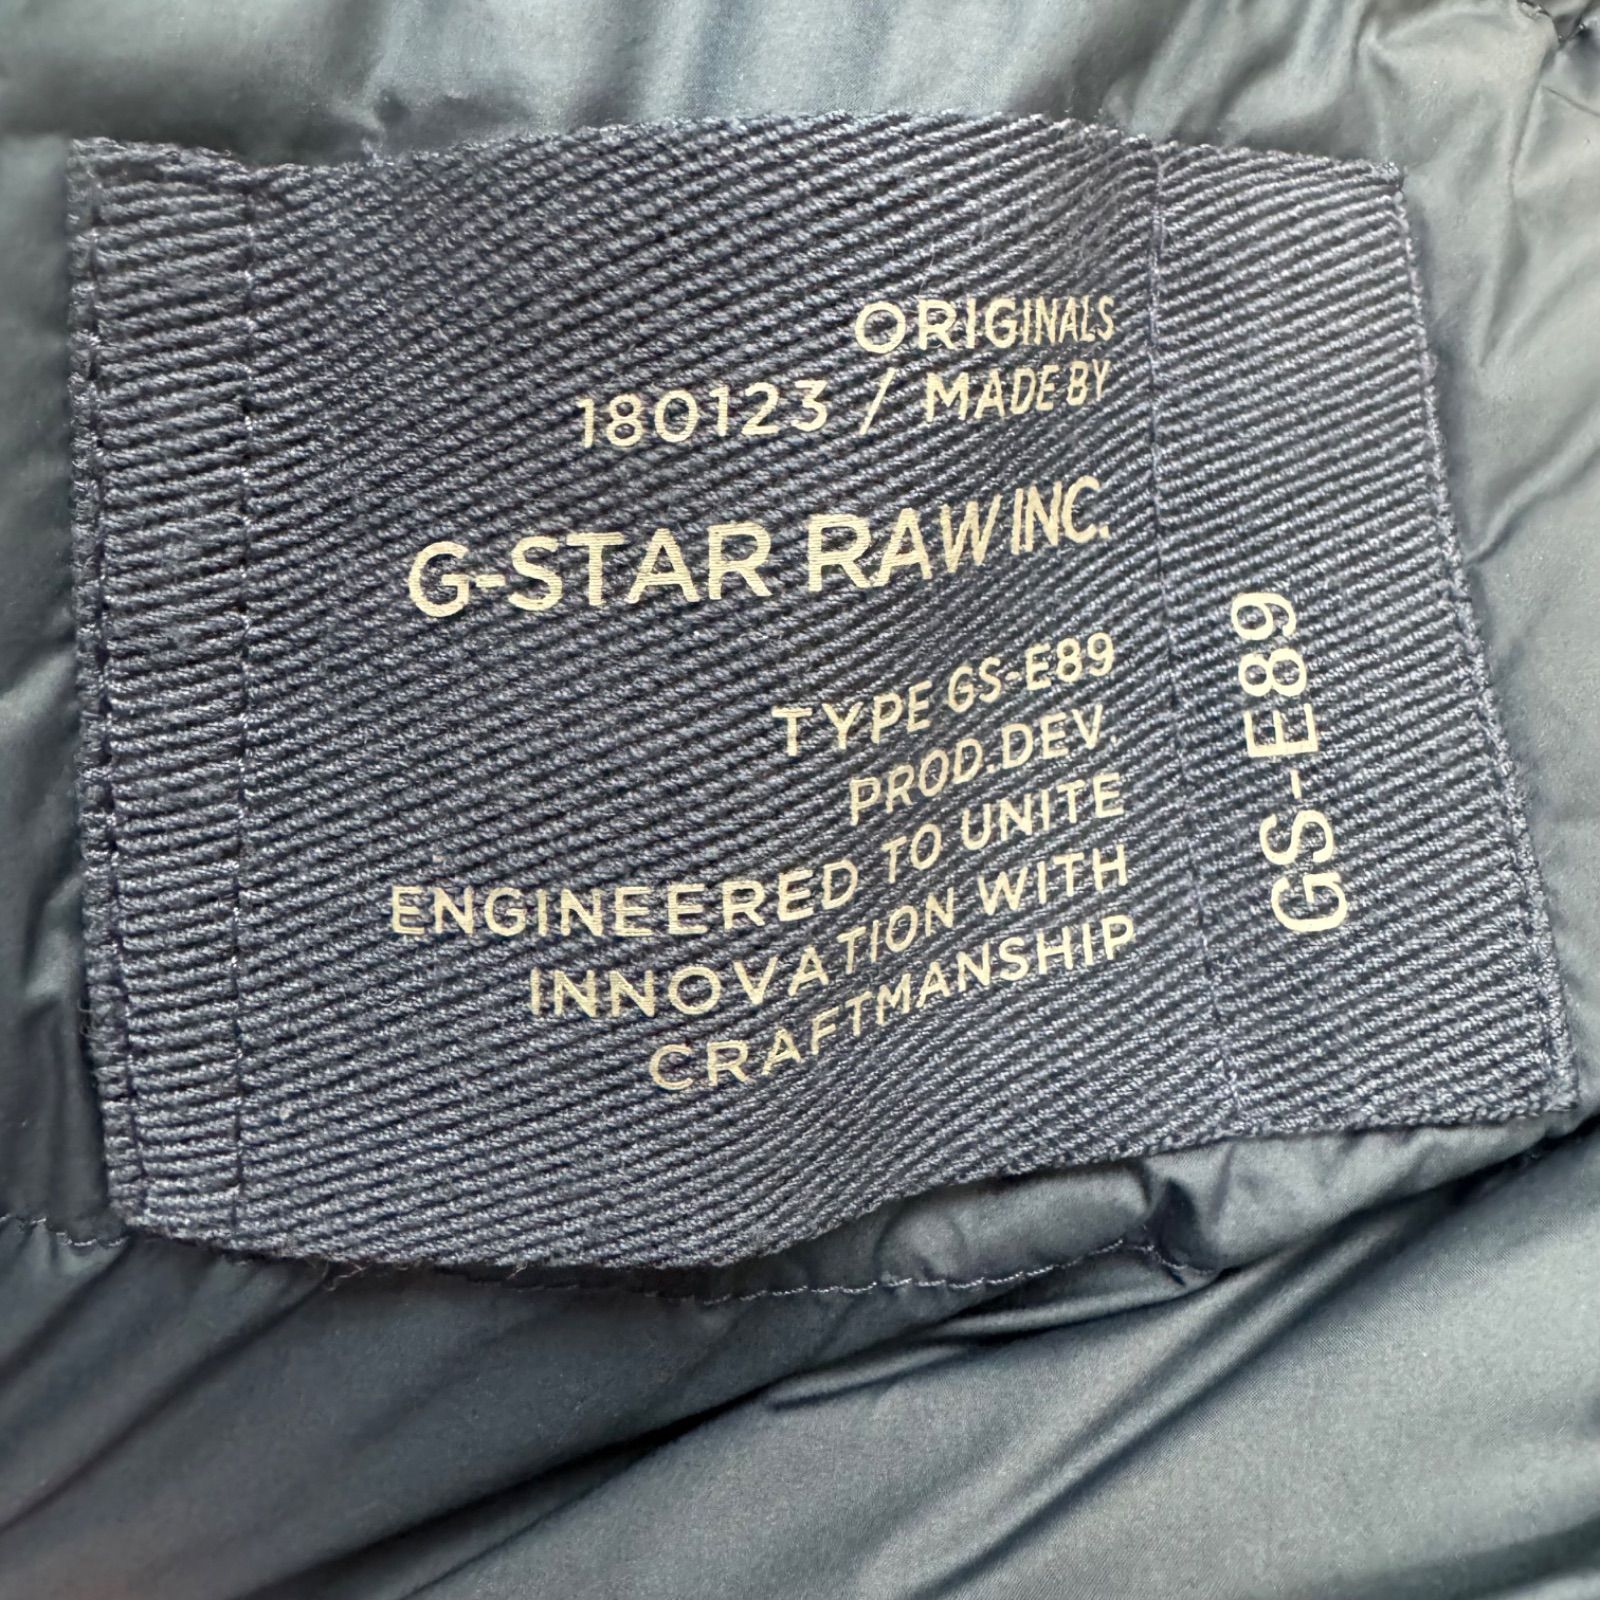 ORIGINALS
180123 / MADE BY
G-STAR RAW INC.
TYPE GS-E89
PROD.DEV.
ENGINEERED TO UNITE
INNOVATION WITH
CRAFTMANSHIP
GS-E89